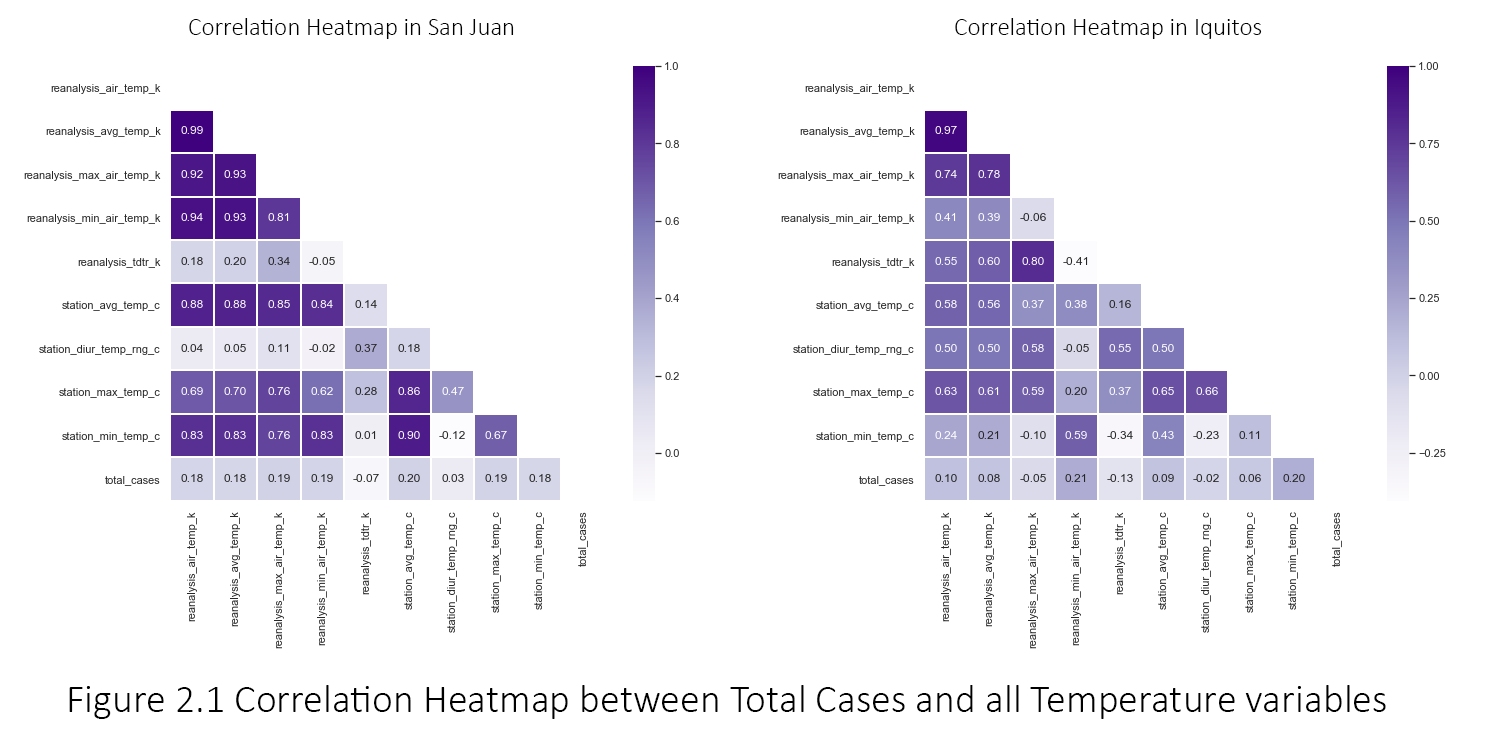 Correlation Heatmap in San Juan
1.0
reanalysis_air_temp_k
reanalysis_avg_temp_k 0.99
0.8
reanalysis_max_air_temp_k 0.92 0.93
reanalysis_min_air_temp_k 0.94 0.93 0.81
0.6
reanalysis_tdtr_k 0.18 0.20 0.34 -0.05
station_avg_temp_c 0.88 0.88 0.85 0.84 0.14
0.4
station_diur_temp_rng_c 0.04 0.05 0.11 -0.02 0.37 0.18
0.2
station_max_temp_c 0.69 0.70 0.76 0.62 0.28 0.86 0.47
station_min_temp_c 0.83 0.83 0.76 0.83 0.01 0.90 -0.12 0.67
0.0
total_cases 0.18 0.18 0.19 0.19 -0.07 0.20 0.03 0.19 0.18
reanalysis_air_temp_k
reanalysis_avg_temp_k
reanalysis_max_air_temp_k
reanalysis_min_air_temp_k
reanalysis_tdtr_k
station_avg_temp_c
station_diur_temp_rng_c
station_max_temp_c
station_min_temp_c
total_cases
Correlation Heatmap in Iquitos
1.00
reanalysis_air_temp_k
reanalysis_avg_temp_k 0.97
0.75
reanalysis_max_air_temp_k 0.74 0.78
reanalysis_min_air_temp_k 0.41 0.39 -0.06
0.50
reanalysis_tdtr_k 0.55 0.60 0.80 -0.41
0.25
station_avg_temp_c 0.58 0.56 0.37 0.38 0.16
station_diur_temp_rng_c 0.50 0.50 0.58 -0.05 0.55 0.50
0.00
station_max_temp_c 0.63 0.61 0.59 0.20 0.37 0.65 0.66
station_min_temp_c 0.24 0.21 -0.10 0.59 -0.34 0.43 -0.23 0.11
−0.25
total_cases 0.10 0.08 -0.05 0.21 -0.13 0.09 -0.02 0.06 0.20
reanalysis_air_temp_k
reanalysis_avg_temp_k
reanalysis_max_air_temp_k
reanalysis_min_air_temp_k
reanalysis_tdtr_k
station_avg_temp_c
station_diur_temp_rng_c
station_max_temp_c
station_min_temp_c
total_cases
Figure 2.1 Correlation Heatmap between Total Cases and all Temperature variables